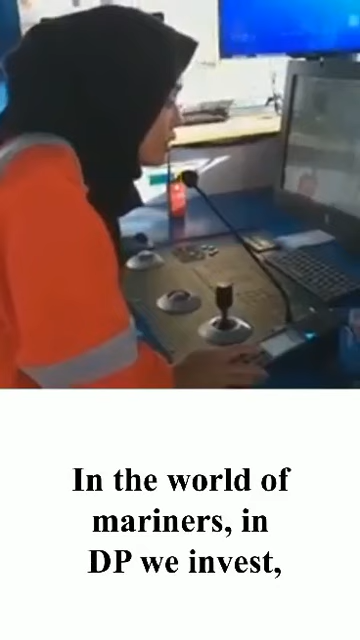 In the world of
mariners, in
DP we invest,